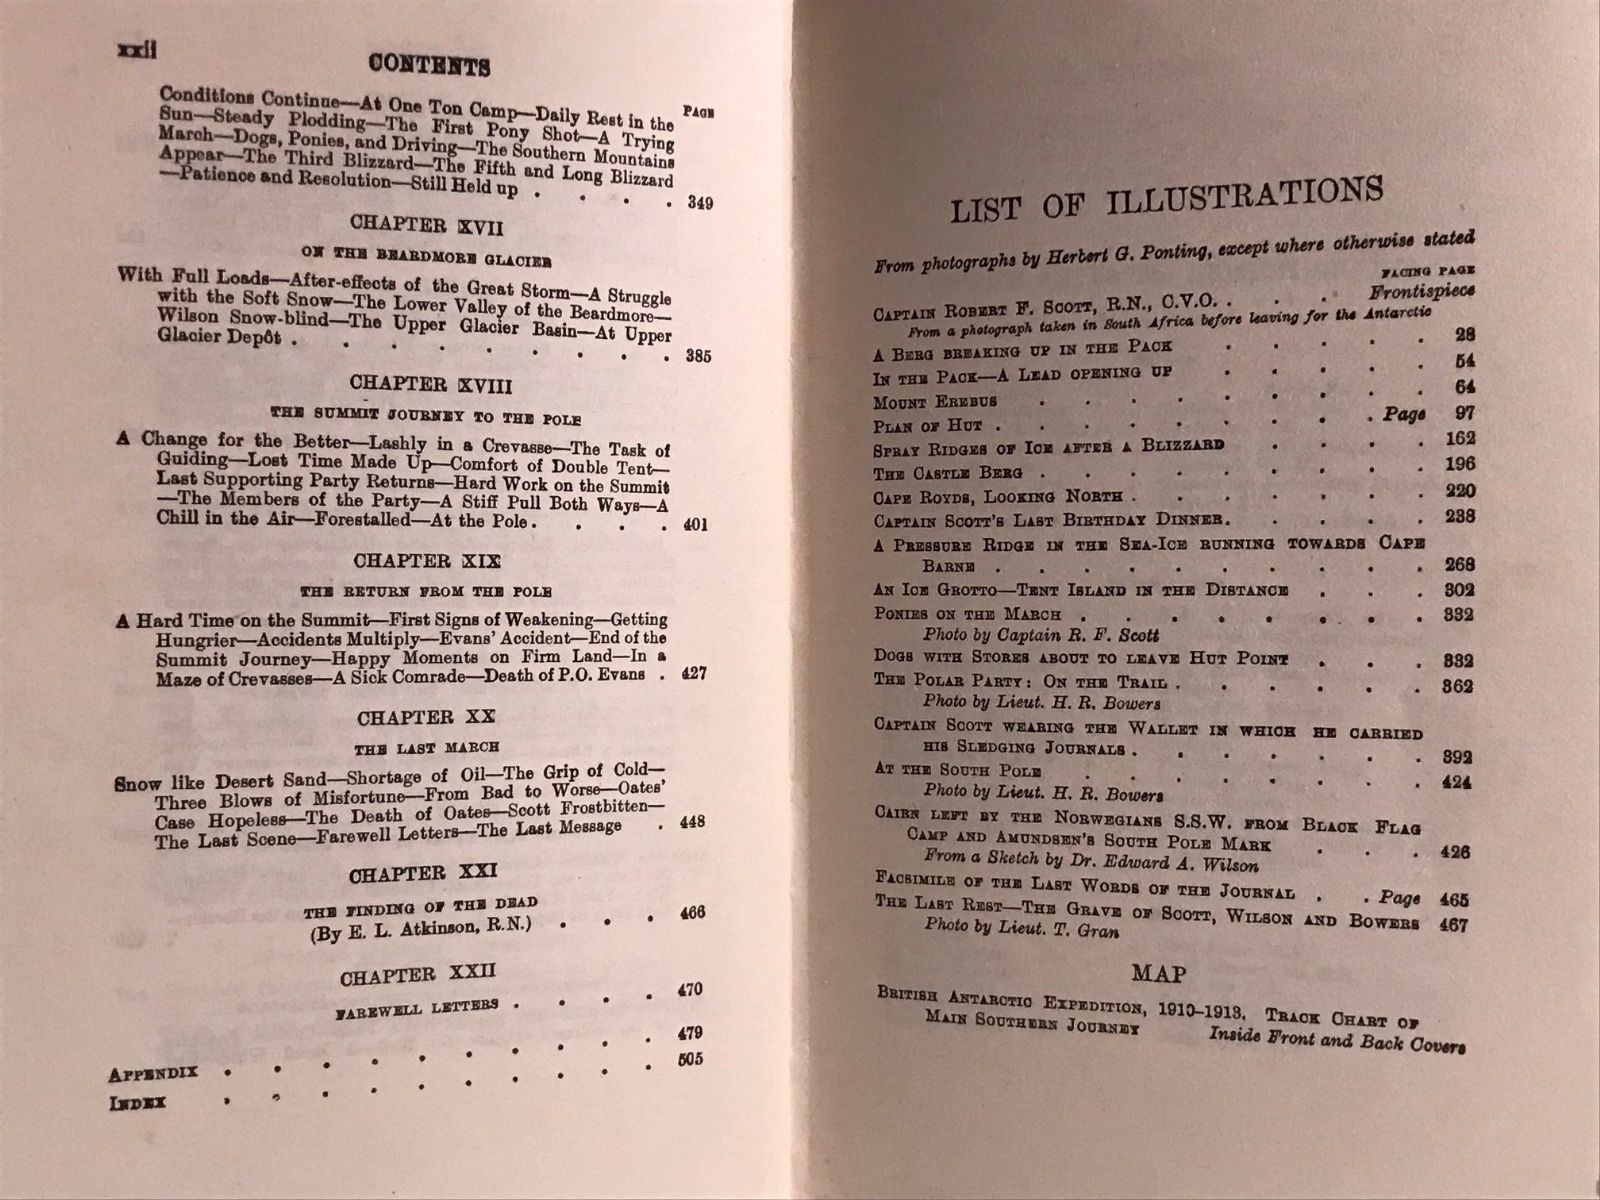 xxii
CONTENTS
PAGE
Conditions Continue—At One Ton Camp—Daily Rest in the
Sun—Steady Plodding—The First Pony Shot—A Trying
March—Dogs, Ponies, and Driving—The Southern Mountains
Appear—The Third Blizzard—The Fifth and Long Blizzard
—Patience and Resolution—Still Held up . . . . 349
CHAPTER XVII
ON THE BEARDMORE GLACIER
With Full Loads—After-effects of the Great Storm—A Struggle
with the Soft Snow—The Lower Valley of the Beardmore—
Wilson Snow-blind—The Upper Glacier Basin—At Upper
Glacier Depôt . . . . . . . . . 385
CHAPTER XVIII
THE SUMMIT JOURNEY TO THE POLE
A Change for the Better—Lashly in a Crevasse—The Task of
Guiding—Lost Time Made Up—Comfort of Double Tent—
Last Supporting Party Returns—Hard Work on the Summit
—The Members of the Party—A Stiff Pull Both Ways—A
Chill in the Air—Forestalled—At the Pole . . . . 401
CHAPTER XIX
THE RETURN FROM THE POLE
A Hard Time on the Summit—First Signs of Weakening—Getting
Hungrier—Accidents Multiply—Evans' Accident—End of the
Summit Journey—Happy Moments on Firm Land—In a
Maze of Crevasses—A Sick Comrade—Death of P.O. Evans . 427
CHAPTER XX
THE LAST MARCH
Snow like Desert Sand—Shortage of Oil—The Grip of Cold—
Three Blows of Misfortune—From Bad to Worse—Oates'
Case Hopeless—The Death of Oates—Scott Frostbitten—
The Last Scene—Farewell Letters—The Last Message . 448
CHAPTER XXI
THE FINDING OF THE DEAD
(By E. L. Atkinson, R.N.) . . . 466
CHAPTER XXII
FAREWELL LETTERS . . . . 470
APPENDIX . . . . . . . . . . 479
INDEX . . . . . . . . . . 505
LIST OF ILLUSTRATIONS
From photographs by Herbert G. Ponting, except where otherwise stated
FACING PAGE
CAPTAIN ROBERT F. SCOTT, R.N., C.V.O. . . . Frontispiece
From a photograph taken in South Africa before leaving for the Antarctic
A BERG BREAKING UP IN THE PACK . . . . . 28
IN THE PACK—A LEAD OPENING UP . . . . . 54
MOUNT EREBUS . . . . . . . . . 64
PLAN OF HUT . . . . . . . . . Page 97
SPRAY RIDGES OF ICE AFTER A BLIZZARD . . . . 162
THE CASTLE BERG . . . . . . . . . 196
CAPE ROYDS, LOOKING NORTH . . . . . . . 220
CAPTAIN SCOTT'S LAST BIRTHDAY DINNER. . . . . 238
A PRESSURE RIDGE IN THE SEA-ICE RUNNING TOWARDS CAPE
BARNE . . . . . . . . . . 268
AN ICE GROTTO—TENT ISLAND IN THE DISTANCE . . . 302
PONIES ON THE MARCH . . . . . . . . 332
Photo by Captain R. F. Scott
DOGS WITH STORES ABOUT TO LEAVE HUT POINT . . . 332
THE POLAR PARTY: ON THE TRAIL . . . . . . 362
Photo by Lieut. H. R. Bowers
CAPTAIN SCOTT WEARING THE WALLET IN WHICH HE CARRIED
HIS SLEDGING JOURNALS . . . . . . . 392
AT THE SOUTH POLE . . . . . . . . 424
Photo by Lieut. H. R. Bowers
CAIRN LEFT BY THE NORWEGIANS S.S.W. FROM BLACK FLAG
CAMP AND AMUNDSEN'S SOUTH POLE MARK . . . 426
From a Sketch by Dr. Edward A. Wilson
FACSIMILE OF THE LAST WORDS OF THE JOURNAL . . Page 465
THE LAST REST—THE GRAVE OF SCOTT, WILSON AND BOWERS 467
Photo by Lieut. T. Gran
MAP
BRITISH ANTARCTIC EXPEDITION, 1910–1913. TRACK CHART OF
MAIN SOUTHERN JOURNEY Inside Front and Back Covers